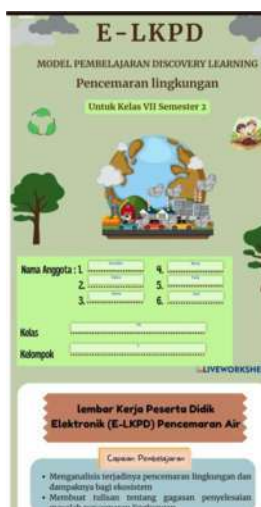 E-LKPD
MODEL PEMBELAJARAN DISCOVERY LEARNING
Pencemaran lingkungan
Untuk Kelas VII Semester 2
Nama Anggota : 1. 4.
2. 5.
3. 6.
Kelas
Kelompok
LIVEWORKSHE
lembar Kerja Peserta Didik
Elektronik (E-LKPD) Pencemaran Air
Capaian Pembelajaran
• Menganalisis terjadinya pencemaran lingkungan dan
dampaknya bagi ekosistem
• Membuat tulisan tentang gagasan penyelesaian